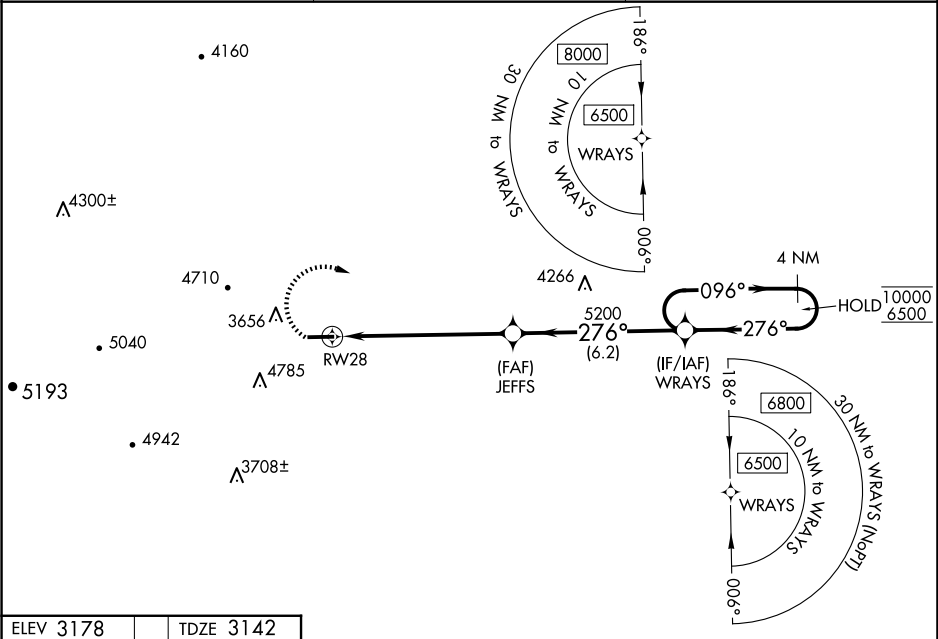 4160
186°
8000
30 NM to WRAYS
10 NM to WRAYS
6500
WRAYS
006°
4300±
4710
3656
4266
4 NM
096°
HOLD 10000
6500
5200
276°
(6.2)
276°
RW28
(FAF)
JEFFS
(IF/IAF)
WRAYS
5040
4785
5193
4942
3708±
186°
6800
30 NM to WRAYS (NoPT)
10 NM to WRAYS
6500
WRAYS
006°
ELEV 3178
TDZE 3142